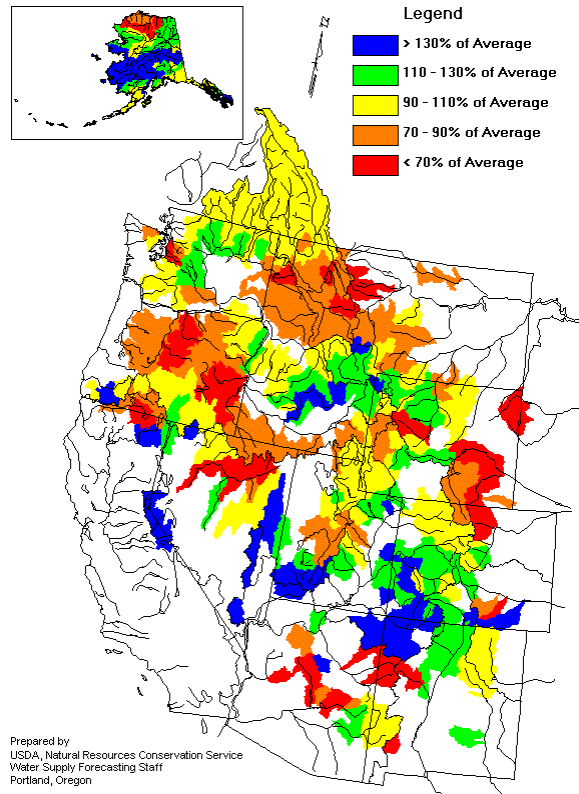 Legend
> 130% of Average
110 - 130% of Average
90 - 110% of Average
70 - 90% of Average
< 70% of Average
Prepared by
USDA, Natural Resources Conservation Service
Water Supply Forecasting Staff
Portland, Oregon